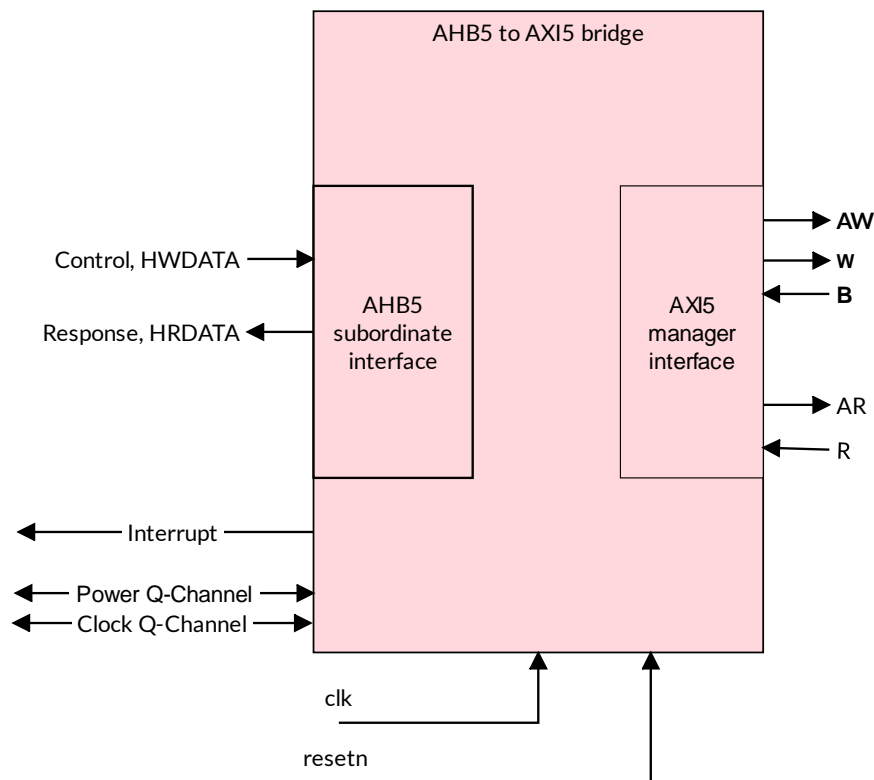 AHB5 to AXI5 bridge
Control, HWDATA
Response, HRDATA
AHB5
subordinate
interface
AXI5
manager
interface
AW
W
B
AR
R
Interrupt
Power Q-Channel
Clock Q-Channel
clk
resetn